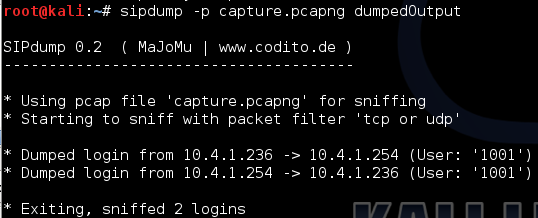 root@kali:~# sipdump -p capture.pcapng dumpedOutput
SIPdump 0.2 ( MaJoMu | www.codito.de )
---------------------------------------
* Using pcap file 'capture.pcapng' for sniffing
* Starting to sniff with packet filter 'tcp or udp'
* Dumped login from 10.4.1.236 -> 10.4.1.254 (User: '1001')
* Dumped login from 10.4.1.254 -> 10.4.1.236 (User: '1001')
* Exiting, sniffed 2 logins